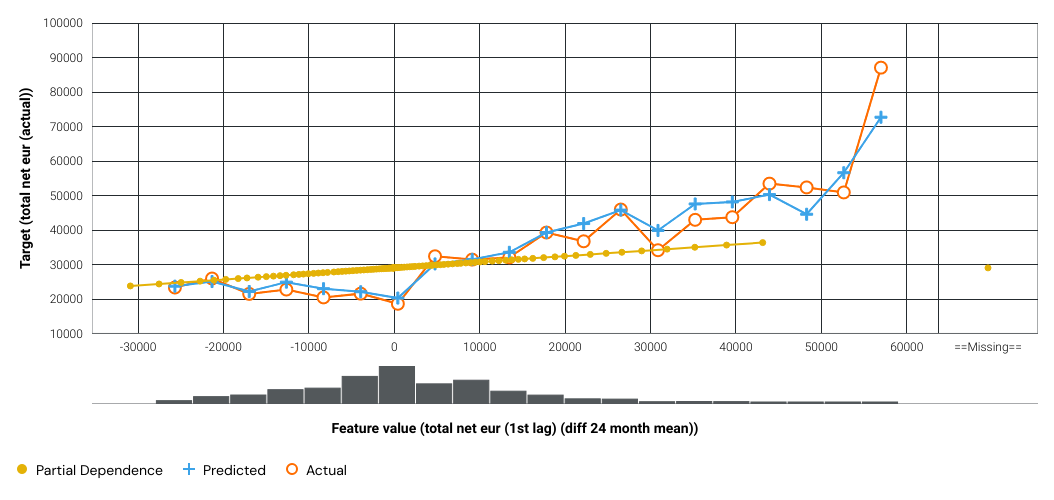 100000
90000
80000
70000
60000
50000
40000
30000
20000
10000
Target (total net eur (actual))
-30000 -20000 -10000 0 10000 20000 30000 40000 50000 60000 ==Missing==
Feature value (total net eur (1st lag) (diff 24 month mean))
Partial Dependence Predicted Actual